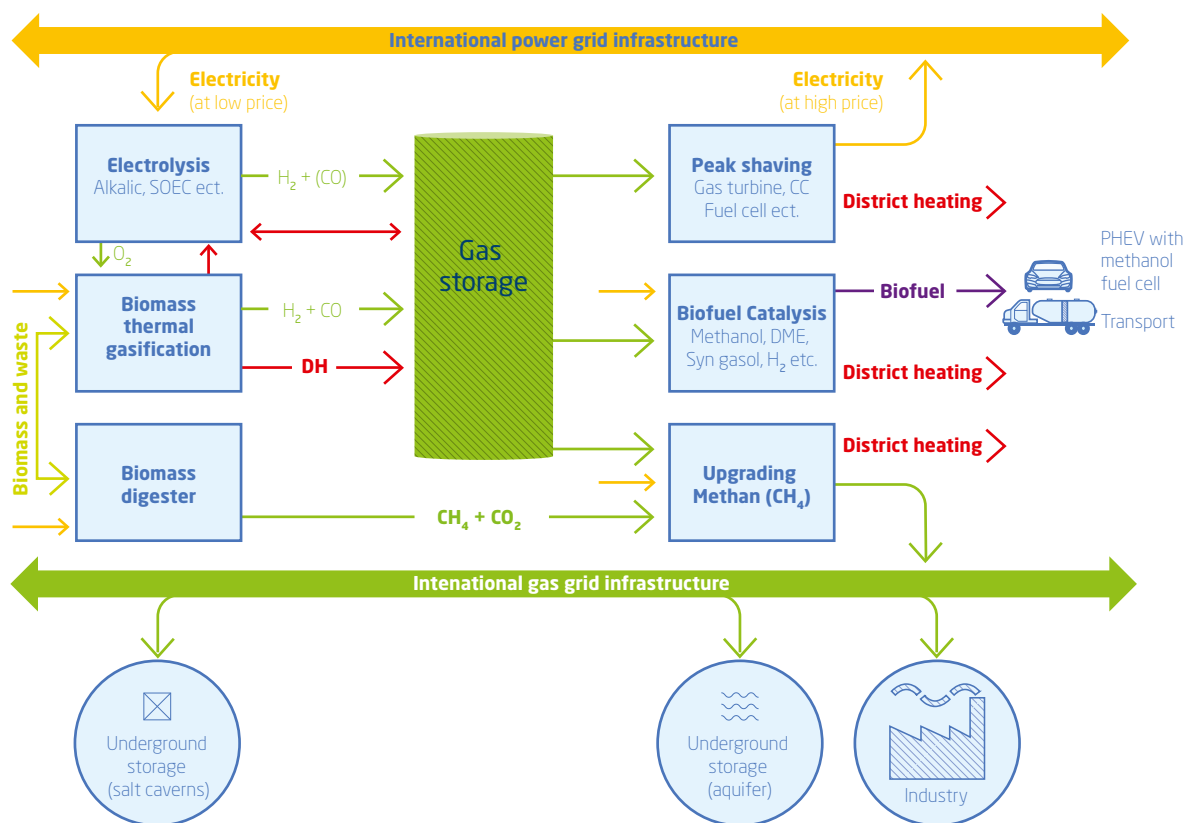 International power grid infrastructure
Electricity
(at low price)
Electricity
(at high price)
Electrolysis
Alkalic, SOEC ect.
H₂ + (CO)
Gas
storage
Peak shaving
Gas turbine, CC
Fuel cell ect.
District heating
O₂
Biomass
thermal
gasification
H₂ + CO
DH
Biofuel Catalysis
Methanol, DME,
Syn gasol, H₂ etc.
Biofuel
PHEV with
methanol
fuel cell
Transport
District heating
Biomass and waste
Biomass
digester
CH₄ + CO₂
Upgrading
Methan (CH₄)
District heating
Intenational gas grid infrastructure
Underground
storage
(salt caverns)
Underground
storage
(aquifer)
Industry